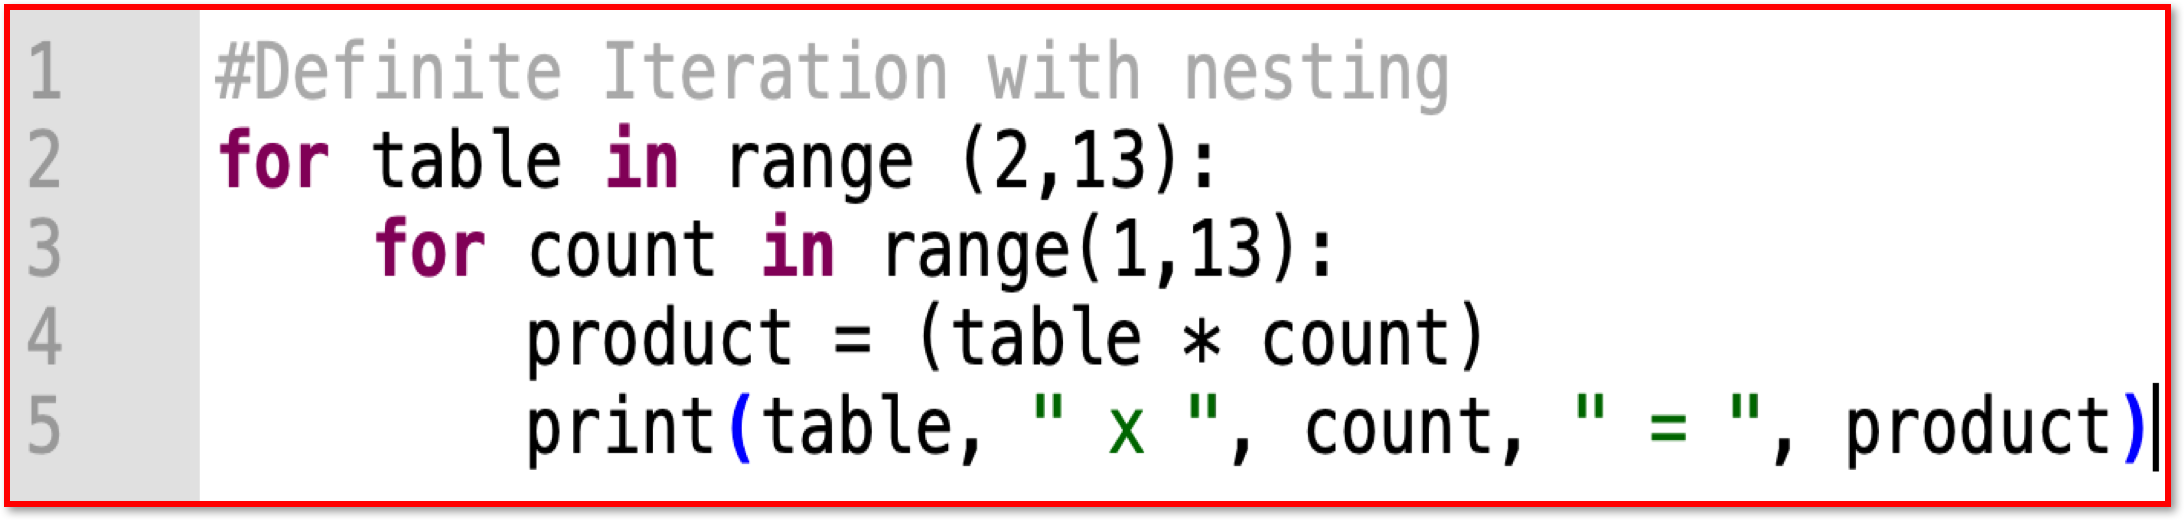 1 #Definite Iteration with nesting
2 for table in range (2,13):
3     for count in range(1,13):
4         product = (table * count)
5         print(table, " x ", count, " = ", product)